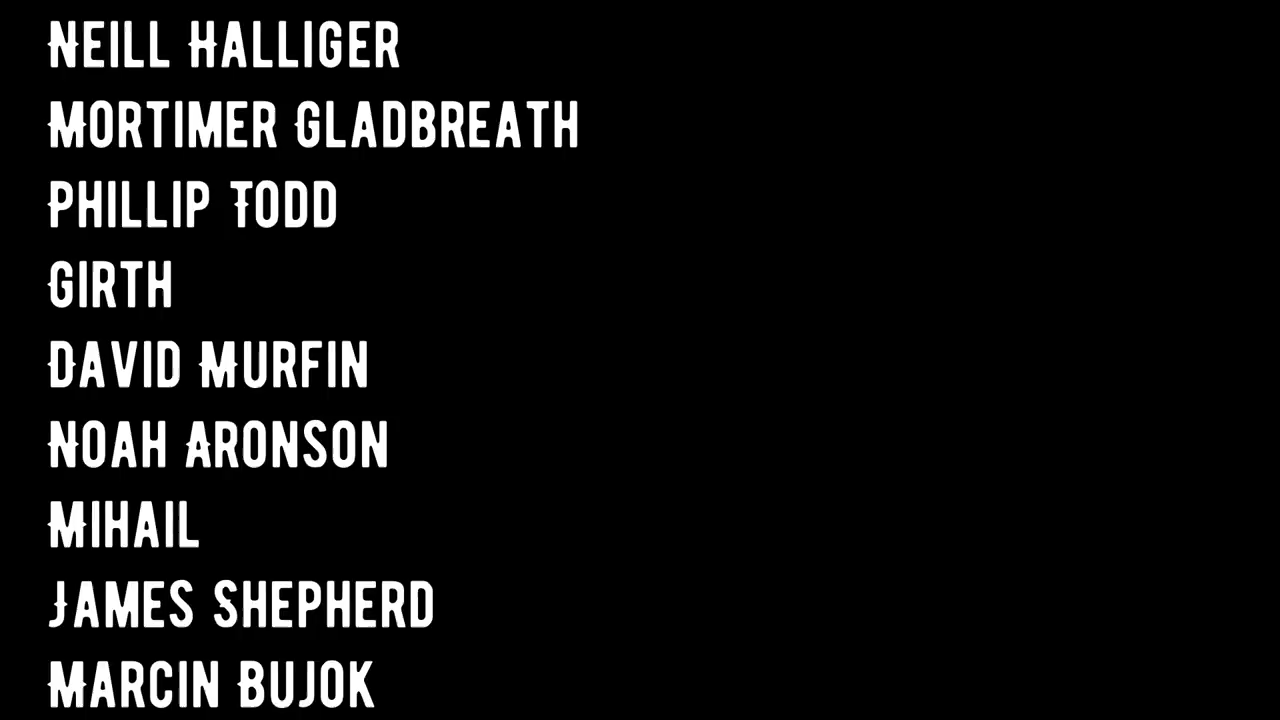 Neill Halliger
Mortimer Gladbreath
Phillip Todd
Girth
David Murfin
Noah Aronson
Mihail
James Shepherd
Marcin Bujok